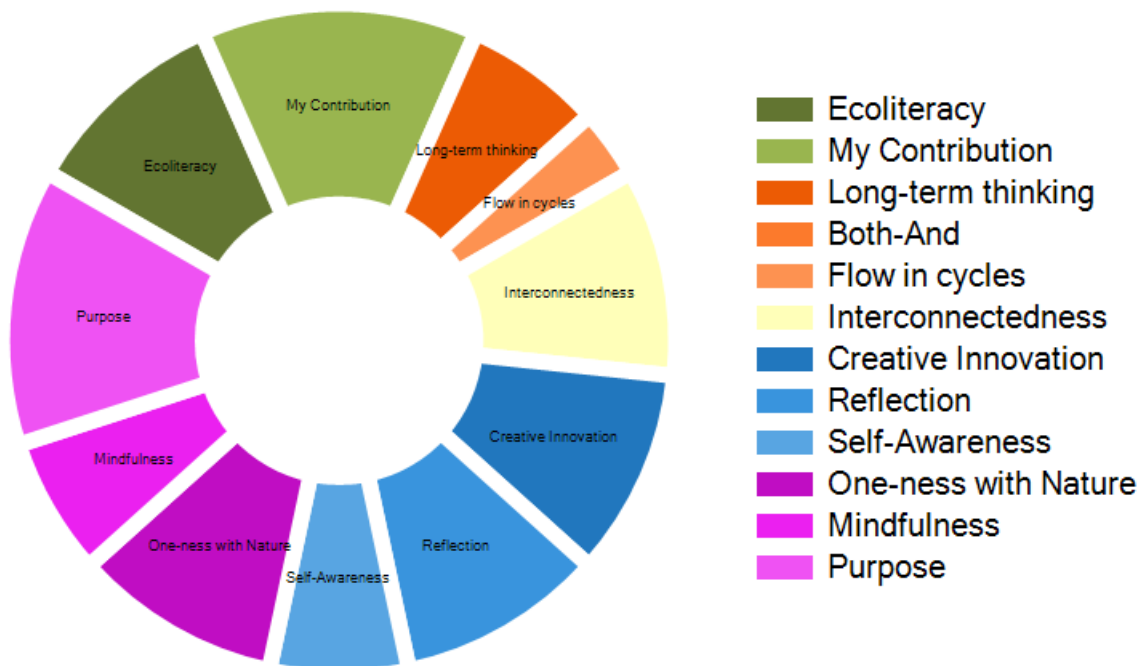 My Contribution
Long-term thinking
Ecoliteracy
Flow in cycles
Interconnectedness
Purpose
Creative Innovation
Mindfulness
One-ness with Nature
Reflection
Self-Awareness
Ecoliteracy
My Contribution
Long-term thinking
Both-And
Flow in cycles
Interconnectedness
Creative Innovation
Reflection
Self-Awareness
One-ness with Nature
Mindfulness
Purpose